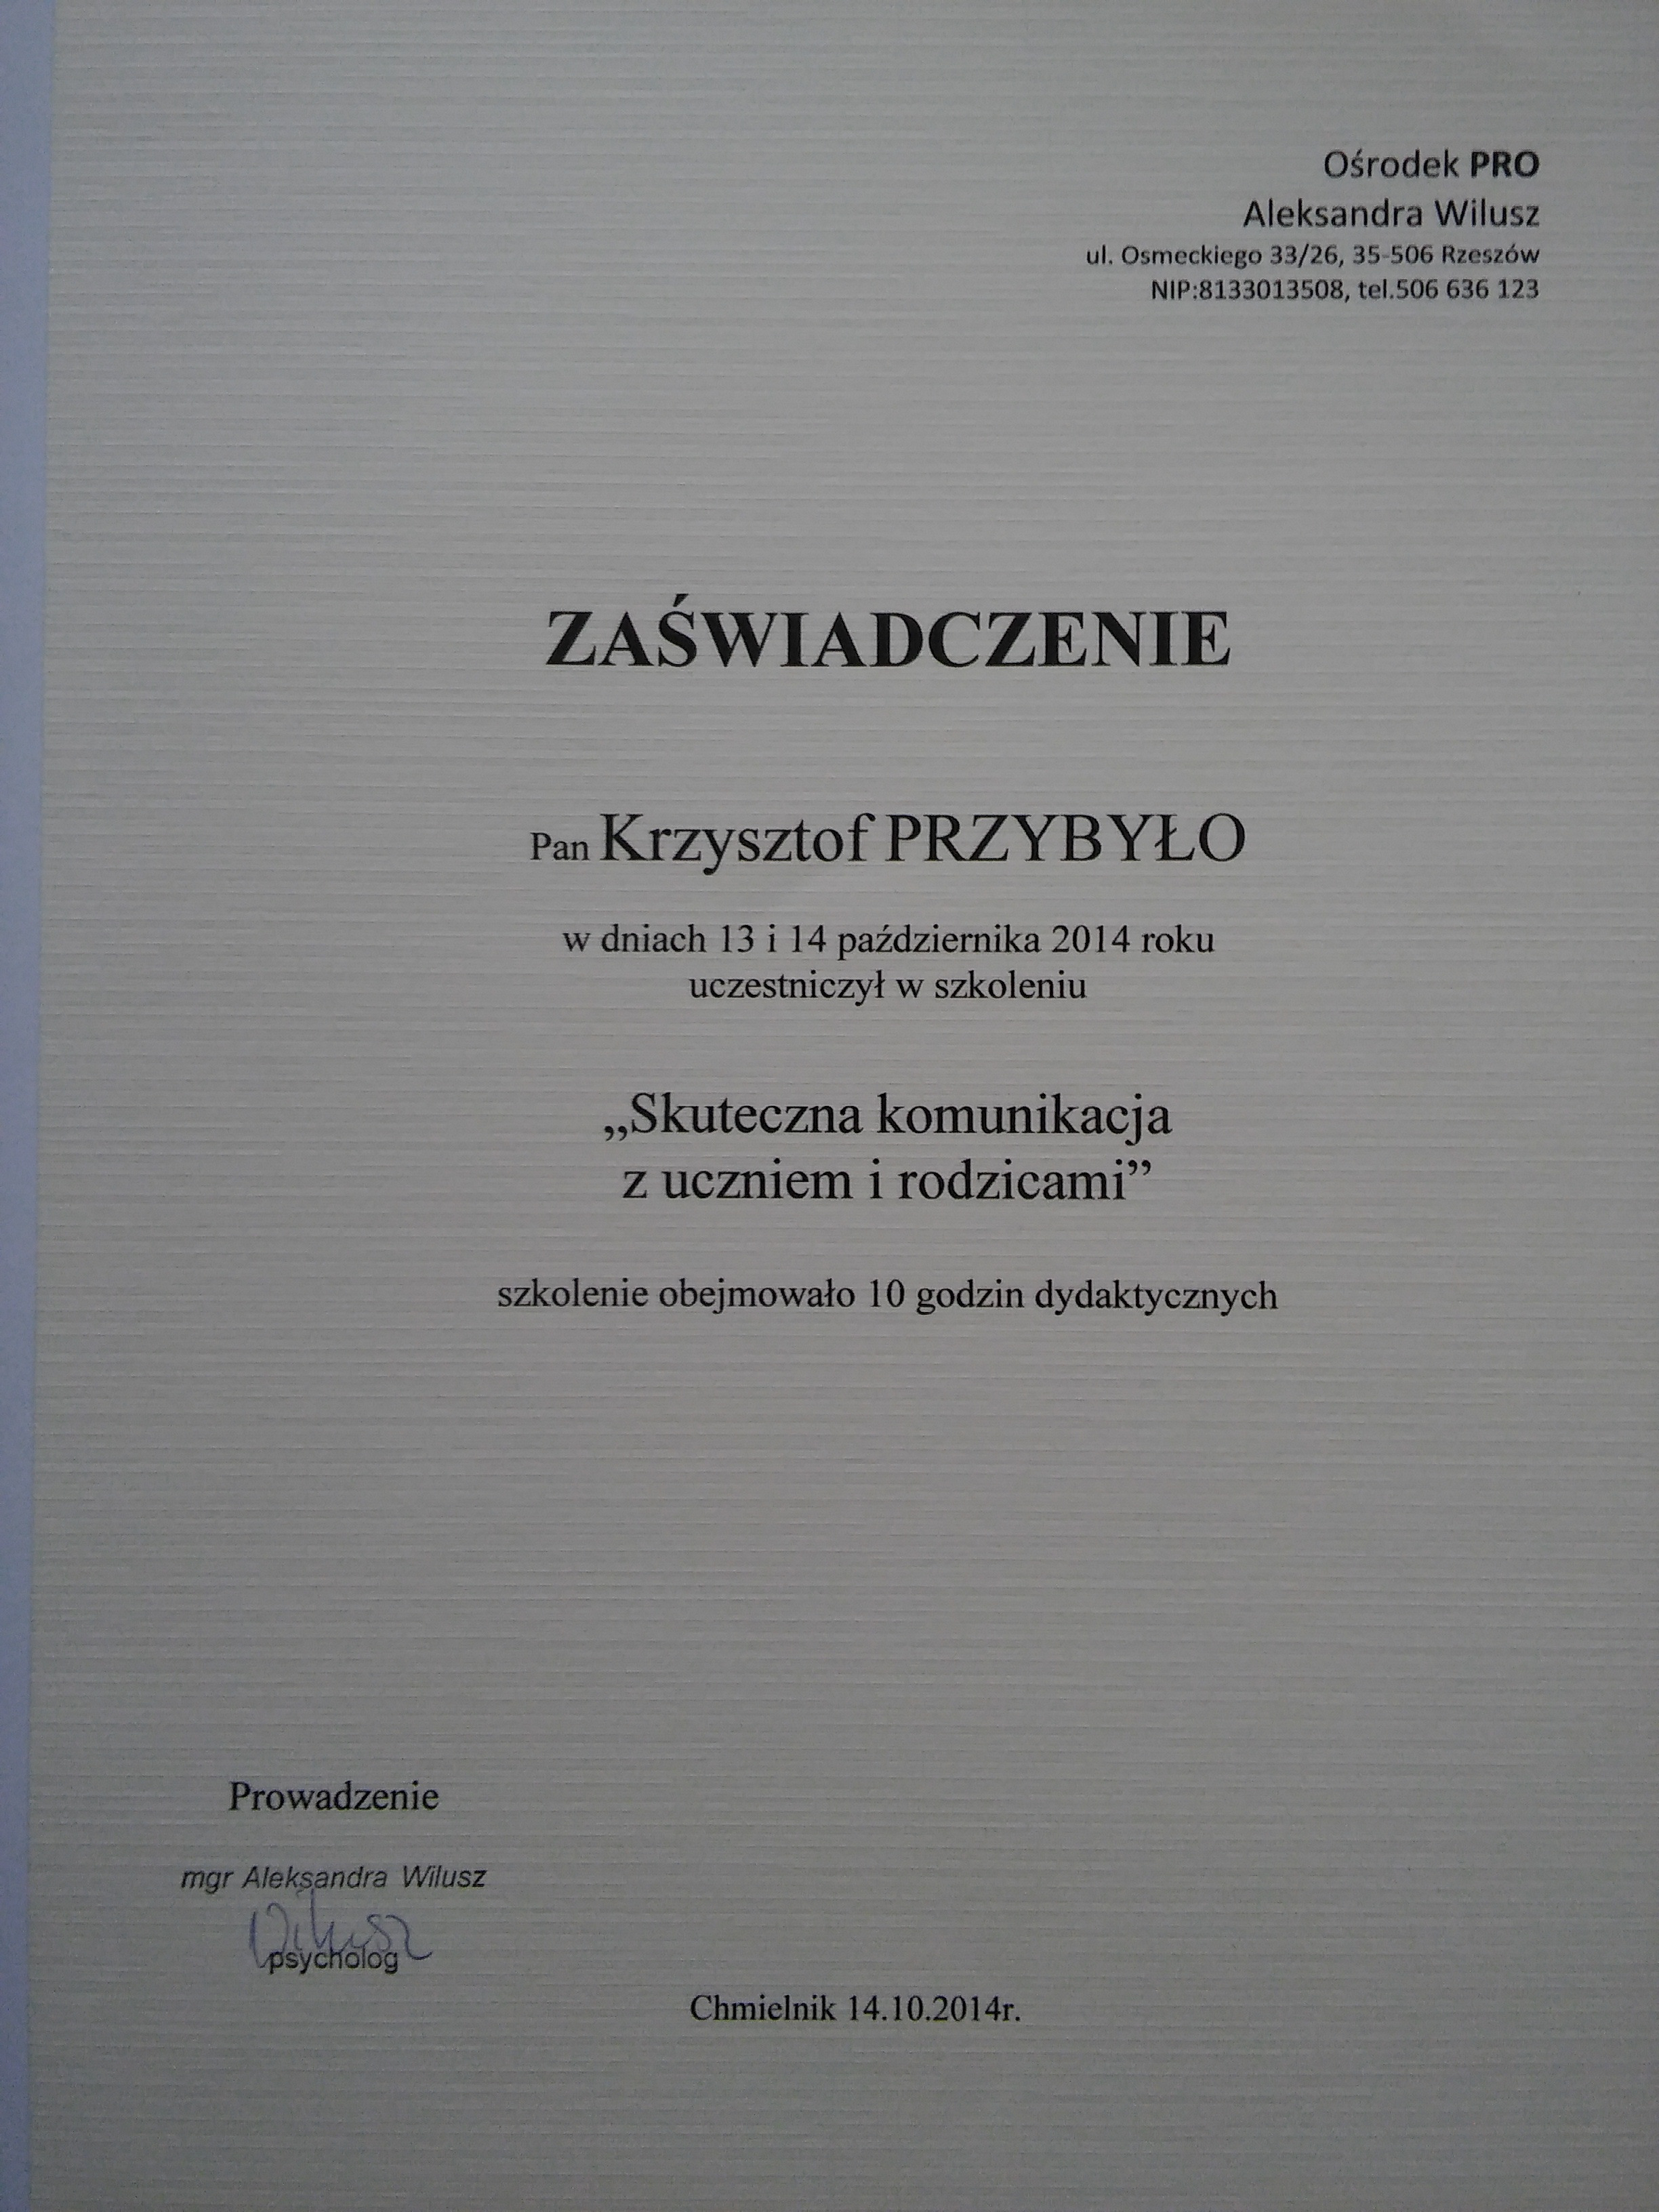 Ośrodek PRO
Aleksandra Wilusz
ul. Osmeckiego 33/26, 35-506 Rzeszów
NIP:8133013508, tel.506 636 123
ZAŚWIADCZENIE
Pan Krzysztof PRZYBYŁO
w dniach 13 i 14 października 2014 roku
uczestniczył w szkoleniu
„Skuteczna komunikacja
z uczniem i rodzicami”
szkolenie obejmowało 10 godzin dydaktycznych
Prowadzenie
mgr Aleksandra Wilusz
Wilusz
psycholog
Chmielnik 14.10.2014r.